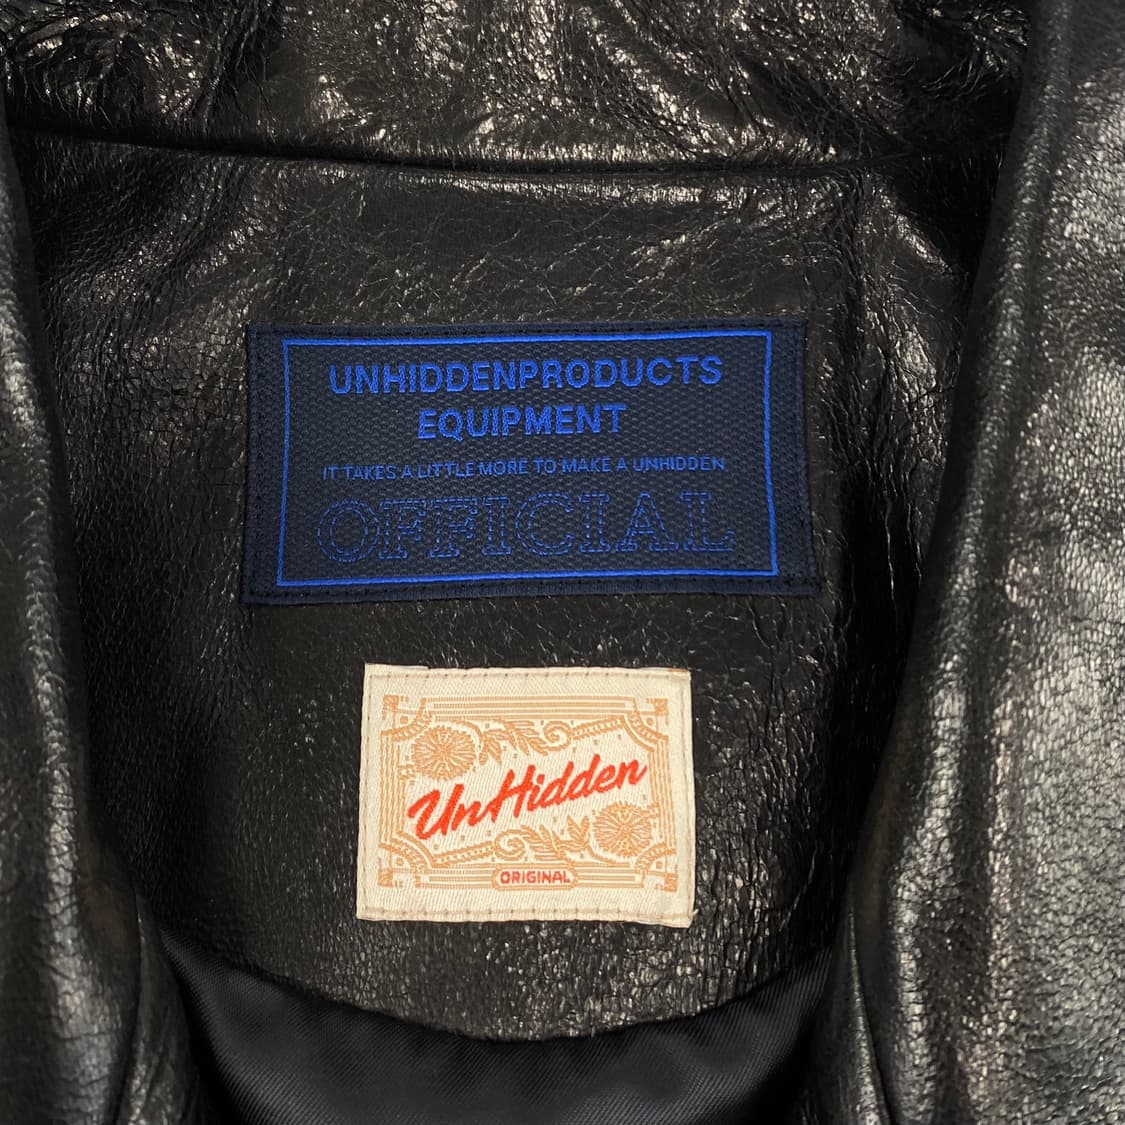 UNHIDDENPRODUCTS
EQUIPMENT
IT TAKES A LITTLE MORE TO MAKE A UNHIDDEN
OFFICIAL
UnHidden
ORIGINAL